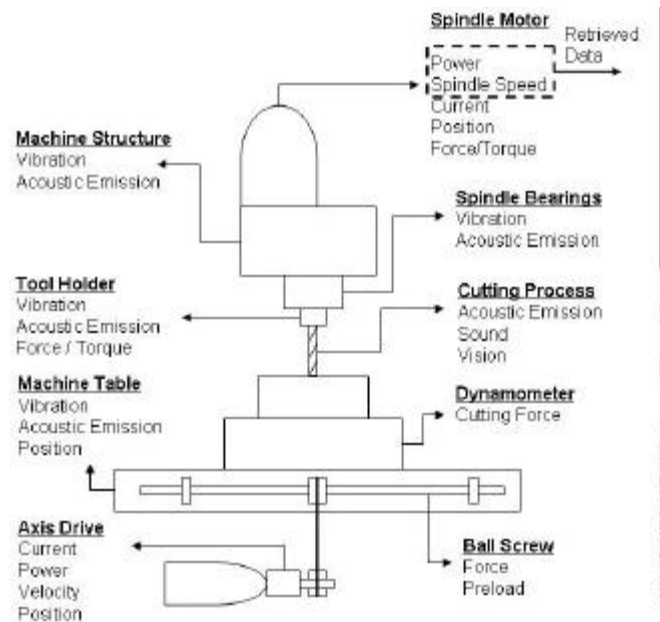 Spindle Motor
Power
Spindle Speed
Current
Position
Force/Torque
Retrieved
Data
Machine Structure
Vibration
Acoustic Emission
Spindle Bearings
Vibration
Acoustic Emission
Tool Holder
Vibration
Acoustic Emission
Force / Torque
Cutting Process
Acoustic Emission
Sound
Vision
Machine Table
Vibration
Acoustic Emission
Position
Dynamometer
Cutting Force
Axis Drive
Current
Power
Velocity
Position
Ball Screw
Force
Preload